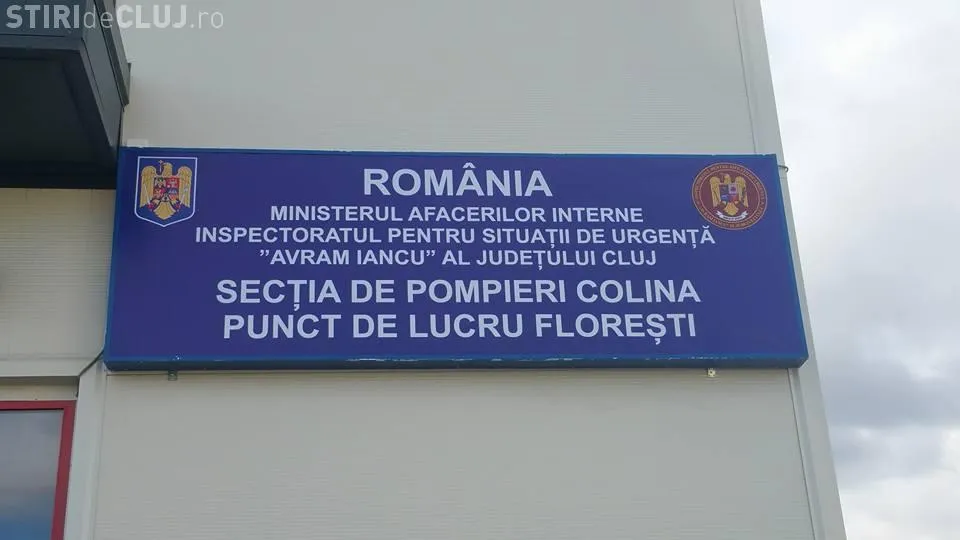 STIRIdeCLUJ.ro
ROMÂNIA
MINISTERUL AFACERILOR INTERNE
INSPECTORATUL PENTRU SITUAȚII DE URGENȚĂ
”AVRAM IANCU” AL JUDEȚULUI CLUJ
SECȚIA DE POMPIERI COLINA
PUNCT DE LUCRU FLOREȘTI